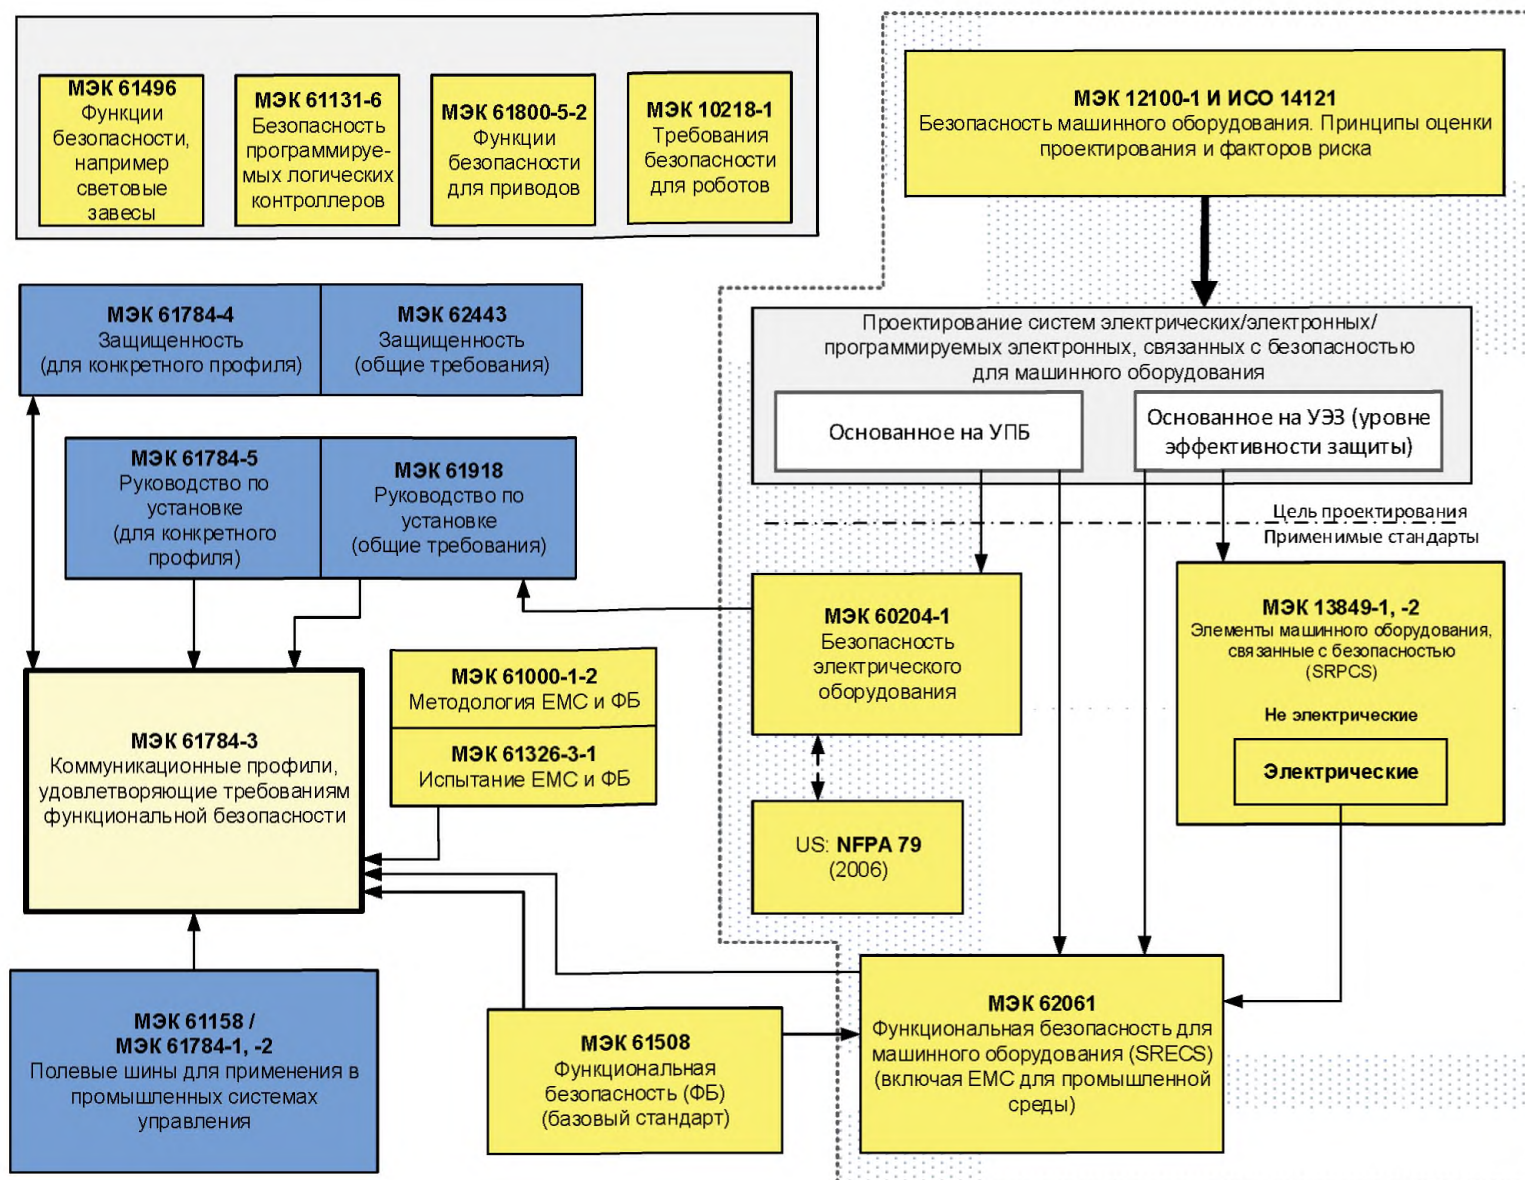 МЭК 61496
Функции
безопасности,
например
световые
завесы
МЭК 61131-6
Безопасность
программируе-
мых логических
контроллеров
МЭК 61800-5-2
Функции
безопасности
для приводов
МЭК 10218-1
Требования
безопасности
для роботов
МЭК 12100-1 И ИСО 14121
Безопасность машинного оборудования. Принципы оценки
проектирования и факторов риска
МЭК 61784-4
Защищенность
(для конкретного профиля)
МЭК 62443
Защищенность
(общие требования)
Проектирование систем электрических/электронных/
программируемых электронных, связанных с безопасностью
для машинного оборудования
Основанное на УПБ
Основанное на УЭЗ (уровне
эффективности защиты)
МЭК 61784-5
Руководство по
установке
(для конкретного
профиля)
МЭК 61918
Руководство по
установке
(общие требования)
Цель проектирования
Применимые стандарты
МЭК 60204-1
Безопасность
электрического
оборудования
МЭК 13849-1, -2
Элементы машинного оборудования,
связанные с безопасностью
(SRPCS)
Не электрические
Электрические
МЭК 61000-1-2
Методология ЕМС и ФБ
МЭК 61326-3-1
Испытание ЕМС и ФБ
МЭК 61784-3
Коммуникационные профили,
удовлетворяющие требованиям
функциональной безопасности
US: NFPA 79
(2006)
МЭК 61158 /
МЭК 61784-1, -2
Полевые шины для применения в
промышленных системах
управления
МЭК 61508
Функциональная
безопасность (ФБ)
(базовый стандарт)
МЭК 62061
Функциональная безопасность для
машинного оборудования (SRECS)
(включая ЕМС для промышленной
среды)